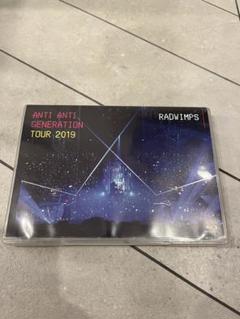 ANTI ANTI
GENERATION
TOUR 2019
RADWIMPS